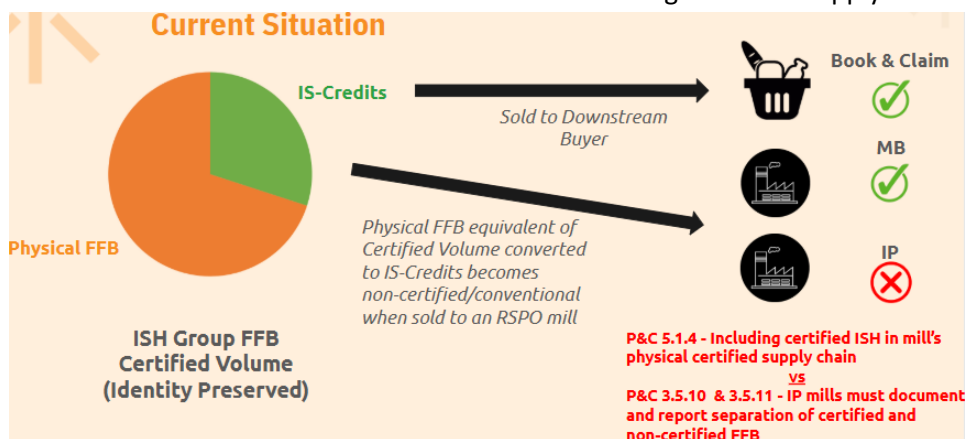 Current Situation
IS-Credits
Sold to Downstream
Buyer
Book & Claim
MB
Physical FFB
Physical FFB equivalent of
Certified Volume converted
to IS-Credits becomes
non-certified/conventional
when sold to an RSPO mill
IP
ISH Group FFB
Certified Volume
(Identity Preserved)
P&C 5.1.4 - Including certified ISH in mill's
physical certified supply chain
vs
P&C 3.5.10 & 3.5.11 - IP mills must document
and report separation of certified and
non-certified FFB